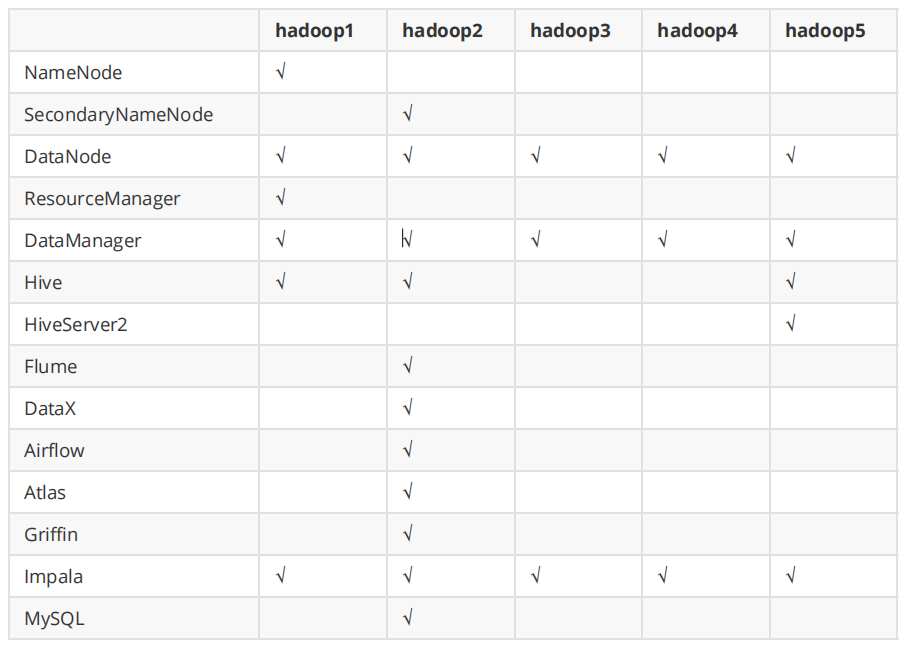 hadoop1 hadoop2 hadoop3 hadoop4 hadoop5
NameNode √
SecondaryNameNode √
DataNode √ √ √ √ √
ResourceManager √
DataManager √ √ √ √ √
Hive √ √ √
HiveServer2 √
Flume √
DataX √
Airflow √
Atlas √
Griffin √
Impala √ √ √ √ √
MySQL √